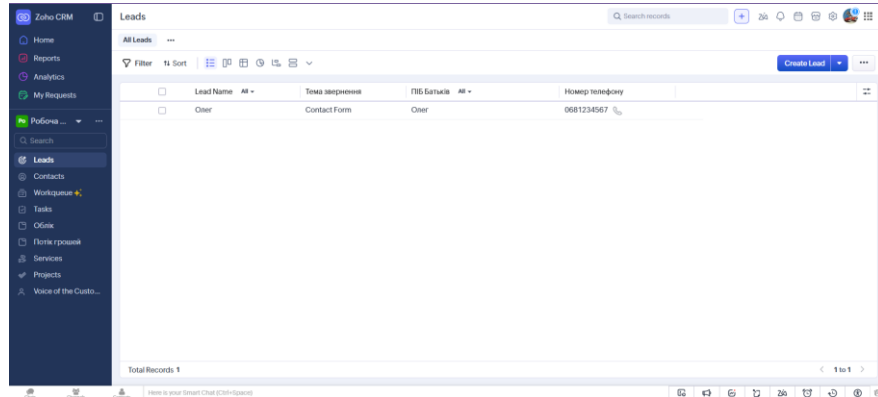 Zoho CRM
Leads
Search records
Home
Reports
Analytics
My Requests
Ро Робоча ...
Search
Leads
Contacts
Workqueue
Tasks
Облік
Потік грошей
Services
Projects
Voice of the Custo...
All Leads
Filter Sort
Create Lead
Lead Name All Тема звернення ПІБ Батьків All Номер телефону
Олег Contact Form Олег 0681234567
Total Records 1
1 to 1
Here is your Smart Chat (Ctrl+Space)